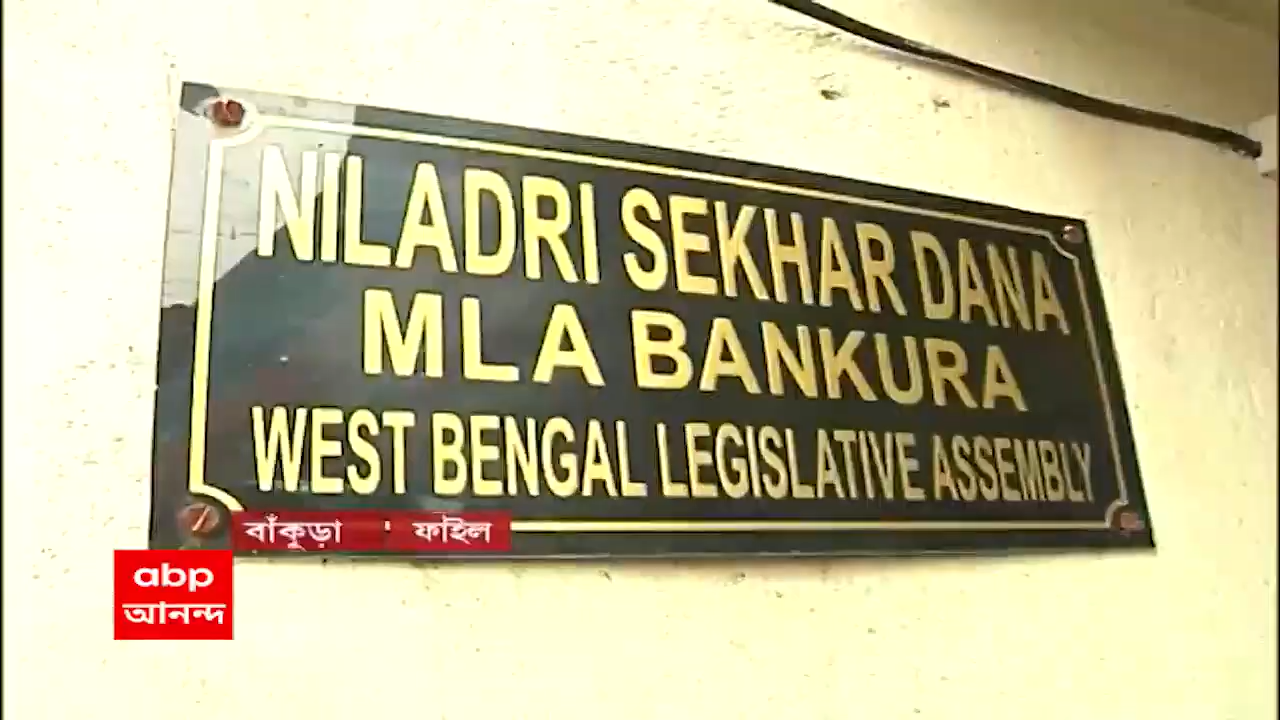 NILADRI SEKHAR DANA
MLA BANKURA
WEST BENGAL LEGISLATIVE ASSEMBLY
বাঁকুড়া ' ফাইল
abp
আনন্দ